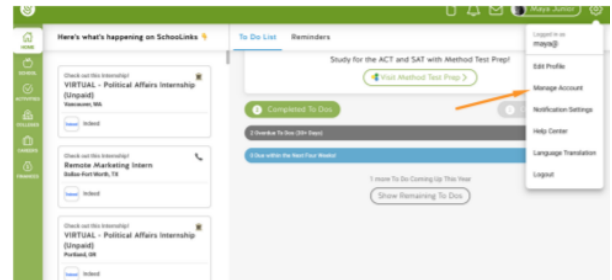 Maya Junior
HOME
SCHOOL
ACTIVITIES
COLLEGES
CAREERS
FINANCES
Here's what's happening on SchooLinks
Check out this internship!
VIRTUAL - Political Affairs Internship
(Unpaid)
Vancouver, WA
Indeed
Check out this internship!
Remote Marketing Intern
Dallas-Fort Worth, TX
Indeed
Check out this internship!
VIRTUAL - Political Affairs Internship
(Unpaid)
Portland, OR
Indeed
To Do List
Reminders
Study for the ACT and SAT with Method Test Prep!
Visit Method Test Prep >
Completed To Dos
2 Overdue To Dos (30+ Days)
0 Due within the Next Four Weeks!
1 more To Do Coming Up This Year
Show Remaining To Dos
Logged in as
maya@
Edit Profile
Manage Account
Notification Settings
Help Center
Language Translation
Logout